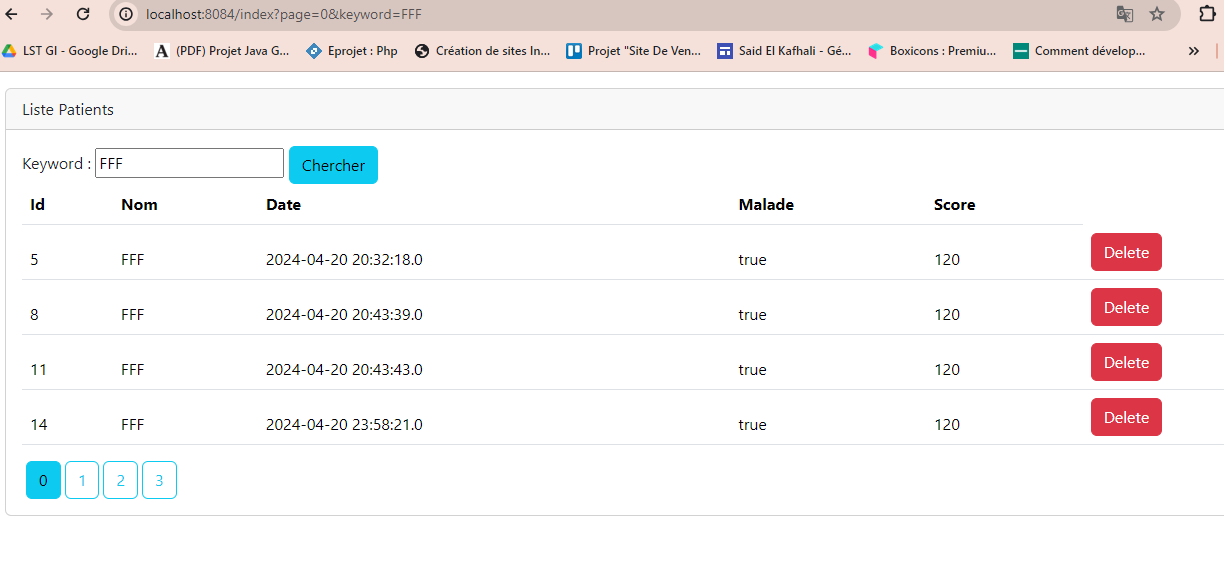 localhost:8084/index?page=0&keyword=FFF
LST GI - Google Dri... (PDF) Projet Java G... Eprojet : Php Création de sites In... Projet "Site De Ven... Said El Kafhali - Gé... Boxicons : Premiu... Comment dévelop... »
Liste Patients
Keyword : FFF Chercher
Id Nom Date Malade Score
5 FFF 2024-04-20 20:32:18.0 true 120 Delete
8 FFF 2024-04-20 20:43:39.0 true 120 Delete
11 FFF 2024-04-20 20:43:43.0 true 120 Delete
14 FFF 2024-04-20 23:58:21.0 true 120 Delete
0 1 2 3